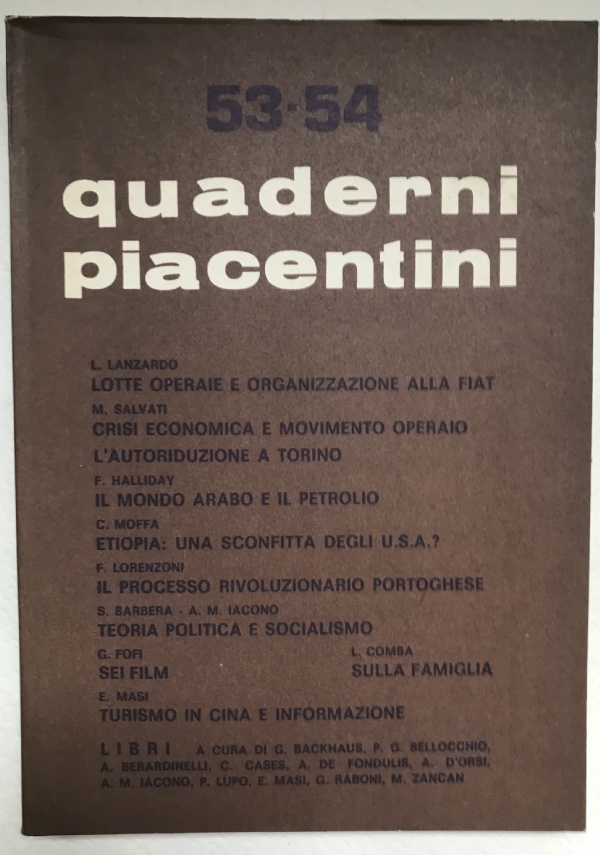 53-54
quaderni
piacentini
L. LANZARDO
LOTTE OPERAIE E ORGANIZZAZIONE ALLA FIAT
M. SALVATI
CRISI ECONOMICA E MOVIMENTO OPERAIO
L'AUTORIDUZIONE A TORINO
F. HALLIDAY
IL MONDO ARABO E IL PETROLIO
C. MOFFA
ETIOPIA: UNA SCONFITTA DEGLI U.S.A.?
F. LORENZONI
IL PROCESSO RIVOLUZIONARIO PORTOGHESE
S. BARBERA - A. M. IACONO
TEORIA POLITICA E SOCIALISMO
G. FOFI
SEI FILM
L. COMBA
SULLA FAMIGLIA
E. MASI
TURISMO IN CINA E INFORMAZIONE
LIBRI A CURA DI G. BACKHAUS, P. G. BELLOCCHIO,
A. BERARDINELLI, C. CASES, A. DE FONDULIS, A. D'ORSI,
A. M. IACONO, P. LUPO, E. MASI, G. RABONI, M. ZANCAN